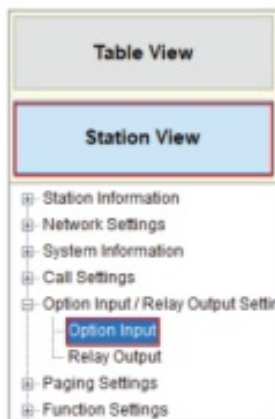 Table View
Station View
Station Information
Network Settings
System Information
Call Settings
Option Input / Relay Output Settin
Option Input
Relay Output
Paging Settings
Function Settings